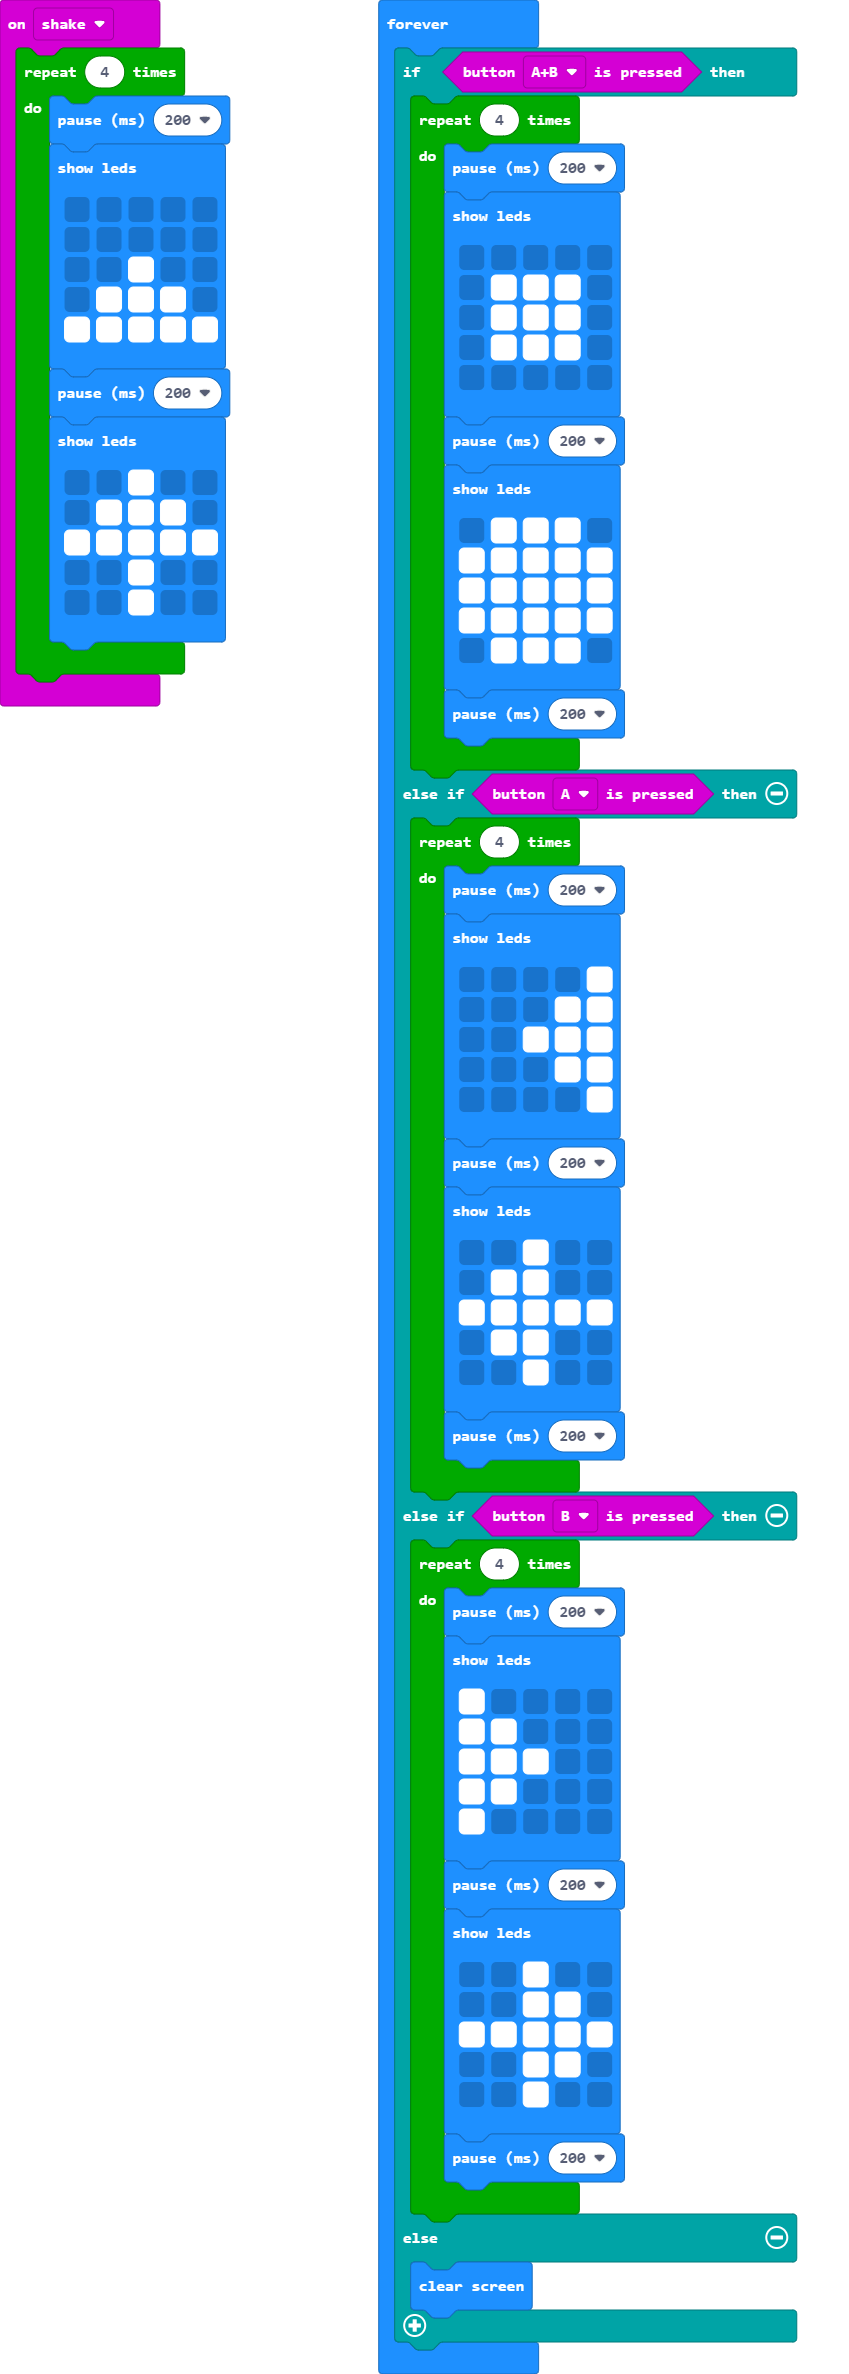 on shake
repeat 4 times
do
pause (ms) 200
show leds
pause (ms) 200
show leds
forever
if button A+B is pressed then
repeat 4 times
do
pause (ms) 200
show leds
pause (ms) 200
show leds
pause (ms) 200
else if button A is pressed then
repeat 4 times
do
pause (ms) 200
show leds
pause (ms) 200
show leds
pause (ms) 200
else if button B is pressed then
repeat 4 times
do
pause (ms) 200
show leds
pause (ms) 200
show leds
pause (ms) 200
else
clear screen